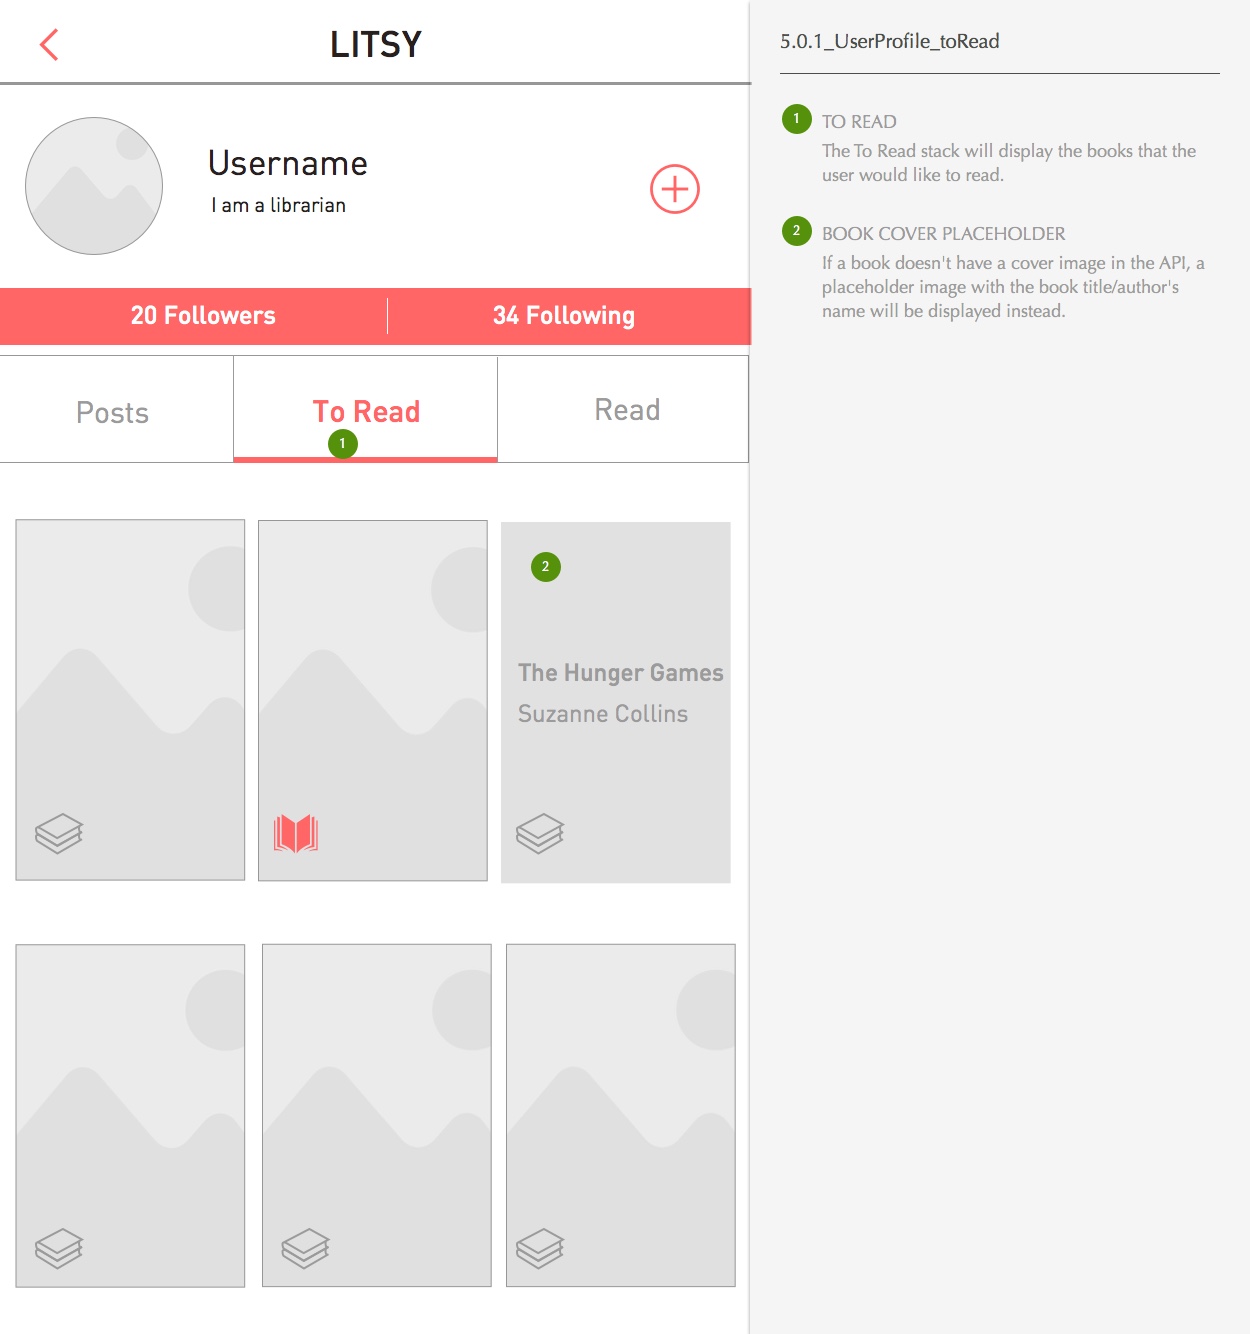 LITSY
Username
I am a librarian
20 Followers
34 Following
Posts
To Read
Read
1
2
The Hunger Games
Suzanne Collins
5.0.1_UserProfile_toRead
1
TO READ
The To Read stack will display the books that the
user would like to read.
2
BOOK COVER PLACEHOLDER
If a book doesn't have a cover image in the API, a
placeholder image with the book title/author's
name will be displayed instead.